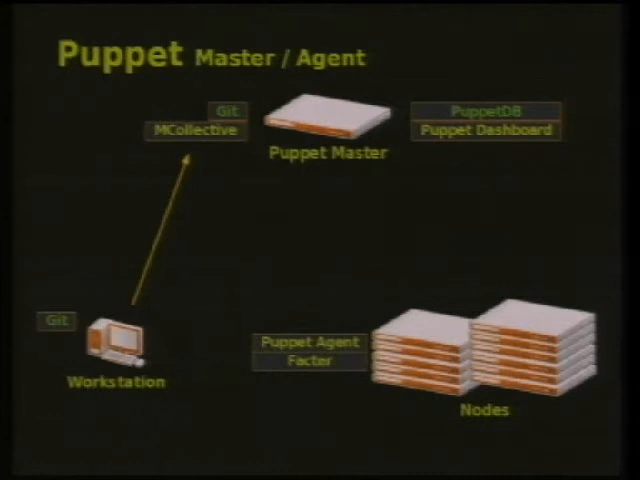 Puppet Master / Agent
Git
MCollective
PuppetDB
Puppet Dashboard
Puppet Master
Git
Workstation
Puppet Agent
Facter
Nodes